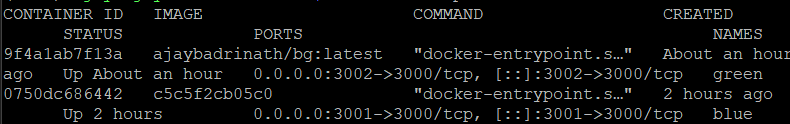 CONTAINER ID   IMAGE                    COMMAND                  CREATED
      STATUS             PORTS                                         NAMES
9f4a1ab7f13a   ajaybadrinath/bg:latest   "docker-entrypoint.s…"   About an hour
ago   Up About an hour   0.0.0.0:3002->3000/tcp, [::]:3002->3000/tcp   green
0750dc686442   c5c5f2cb05c0              "docker-entrypoint.s…"   2 hours ago
      Up 2 hours         0.0.0.0:3001->3000/tcp, [::]:3001->3000/tcp   blue